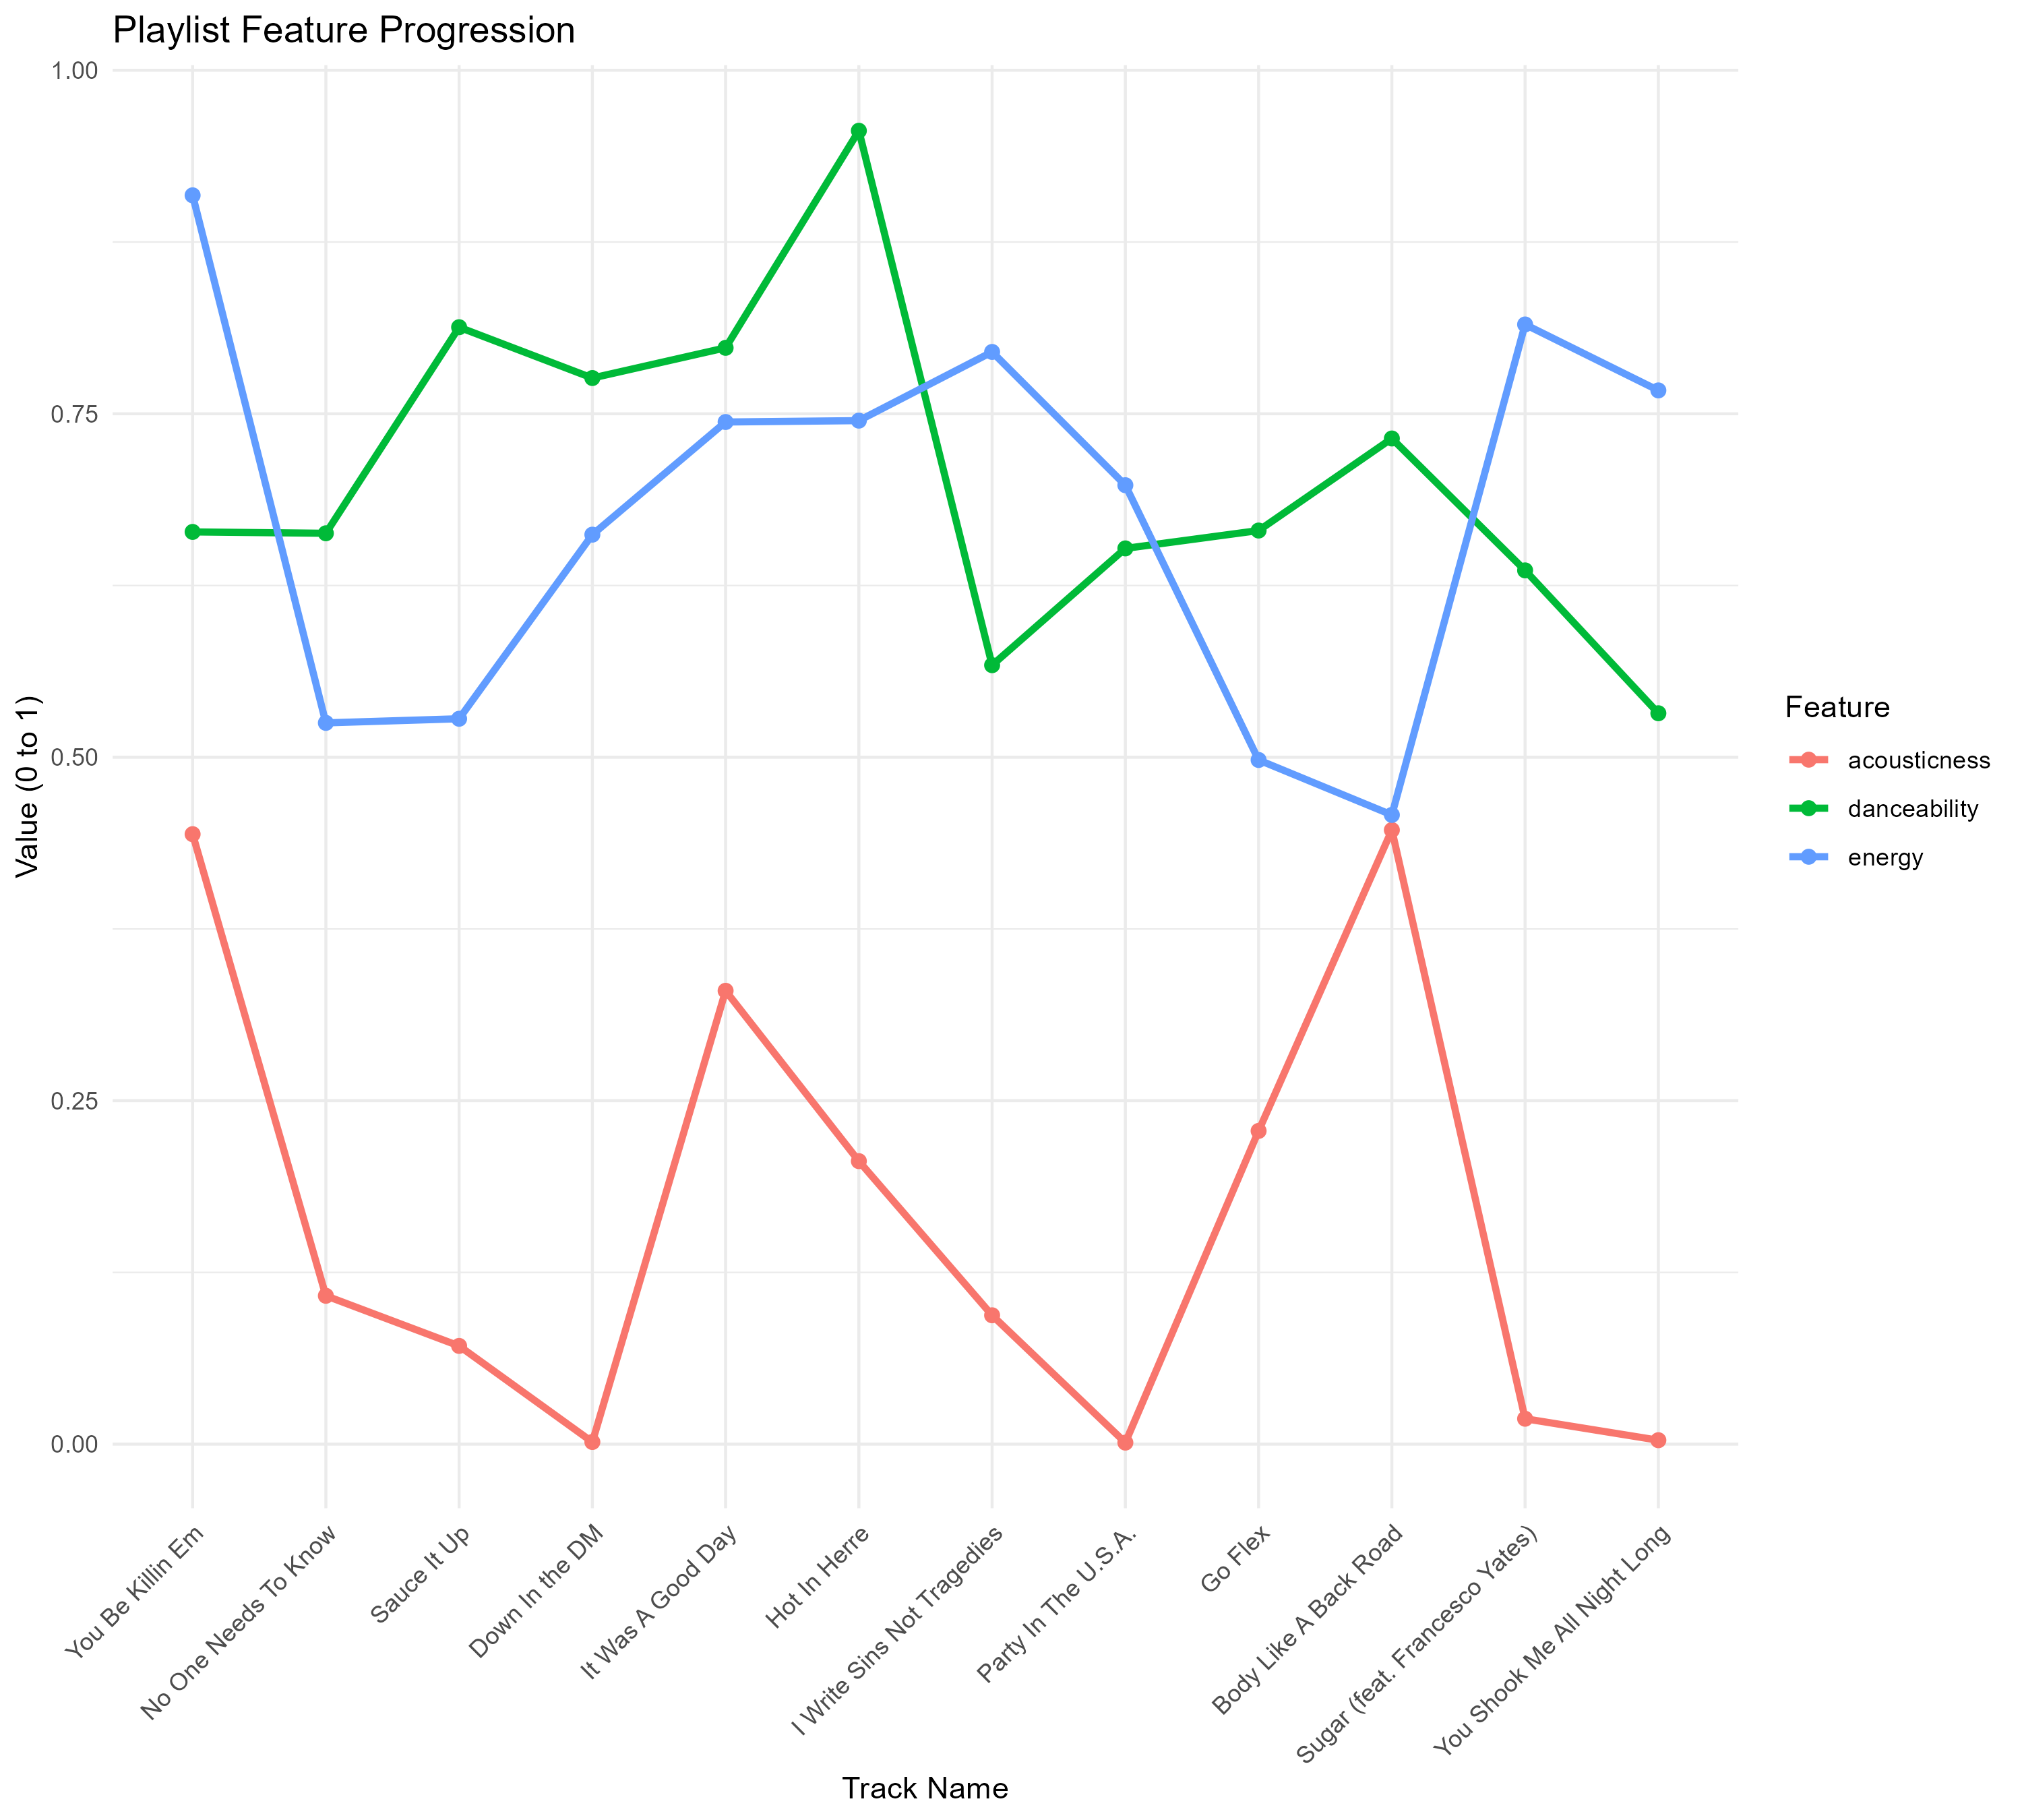 Playlist Feature Progression
1.00
0.75
0.50
0.25
0.00
Value (0 to 1)
You Be Killin Em
No One Needs To Know
Sauce It Up
Down In the DM
It Was A Good Day
Hot In Herre
I Write Sins Not Tragedies
Party In The U.S.A.
Go Flex
Body Like A Back Road
Sugar (feat. Francesco Yates)
You Shook Me All Night Long
Track Name
Feature
acousticness
danceability
energy